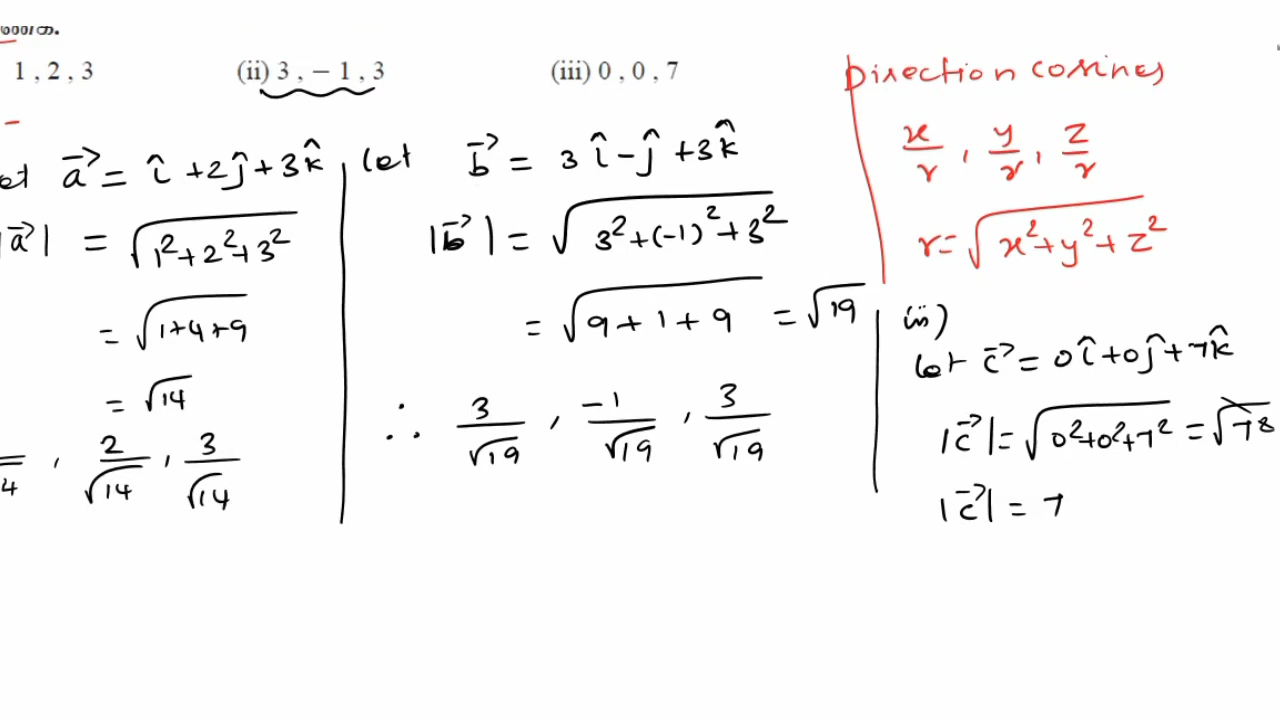 1 , 2 , 3 (ii) 3 , − 1 , 3 (iii) 0 , 0 , 7
let a⃗ = î + 2ĵ + 3k̂
|a⃗| = √(1² + 2² + 3²)
= √(1+4+9)
= √14
, 2/√14 , 3/√14
let b⃗ = 3î − ĵ + 3k̂
|b⃗| = √(3² + (−1)² + 3²)
= √(9 + 1 + 9) = √19
∴ 3/√19 , −1/√19 , 3/√19
Direction cosines
x/r , y/r , z/r
r = √(x² + y² + z²)
iii)
let c⃗ = 0î + 0ĵ + 7k̂
|c⃗| = √(0² + 0² + 7²) = √7
|c⃗| = 7